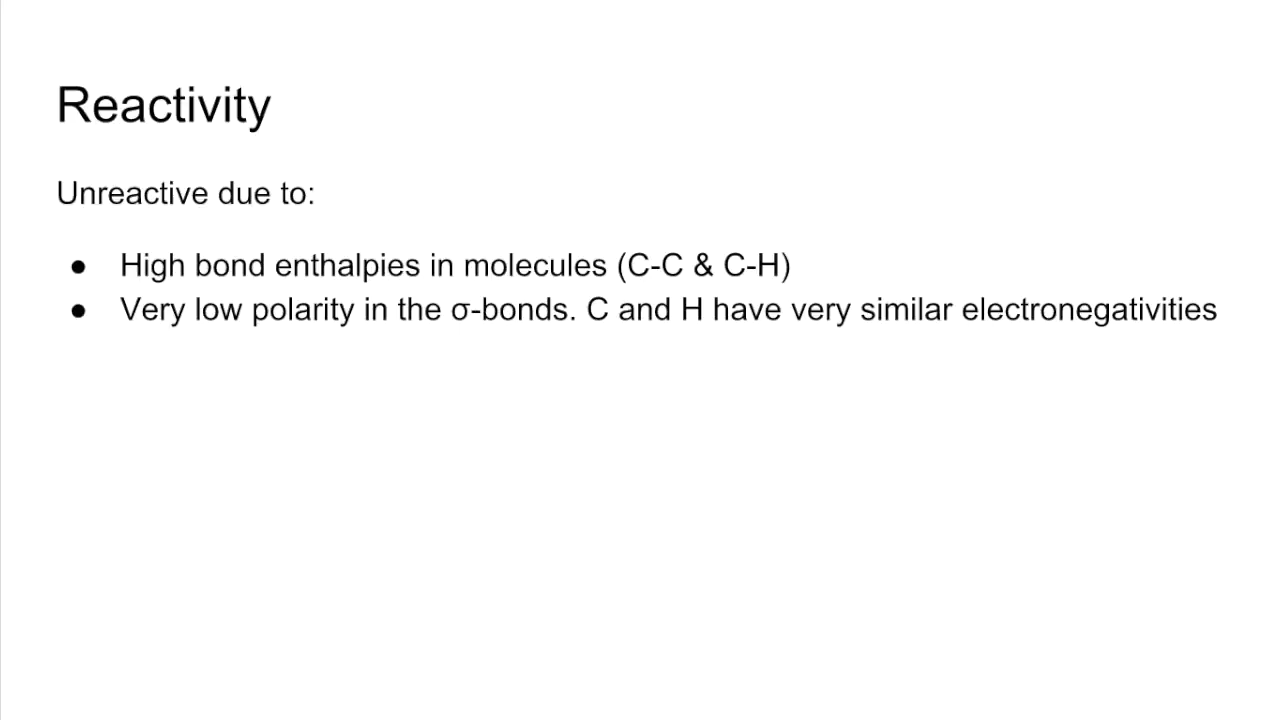 Reactivity
Unreactive due to:
● High bond enthalpies in molecules (C-C & C-H)
● Very low polarity in the σ-bonds. C and H have very similar electronegativities